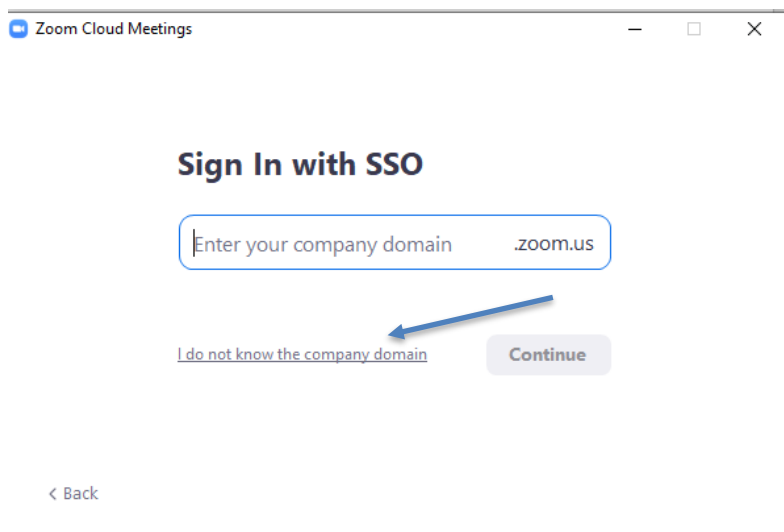 Zoom Cloud Meetings
Sign In with SSO
Enter your company domain .zoom.us
I do not know the company domain Continue
< Back